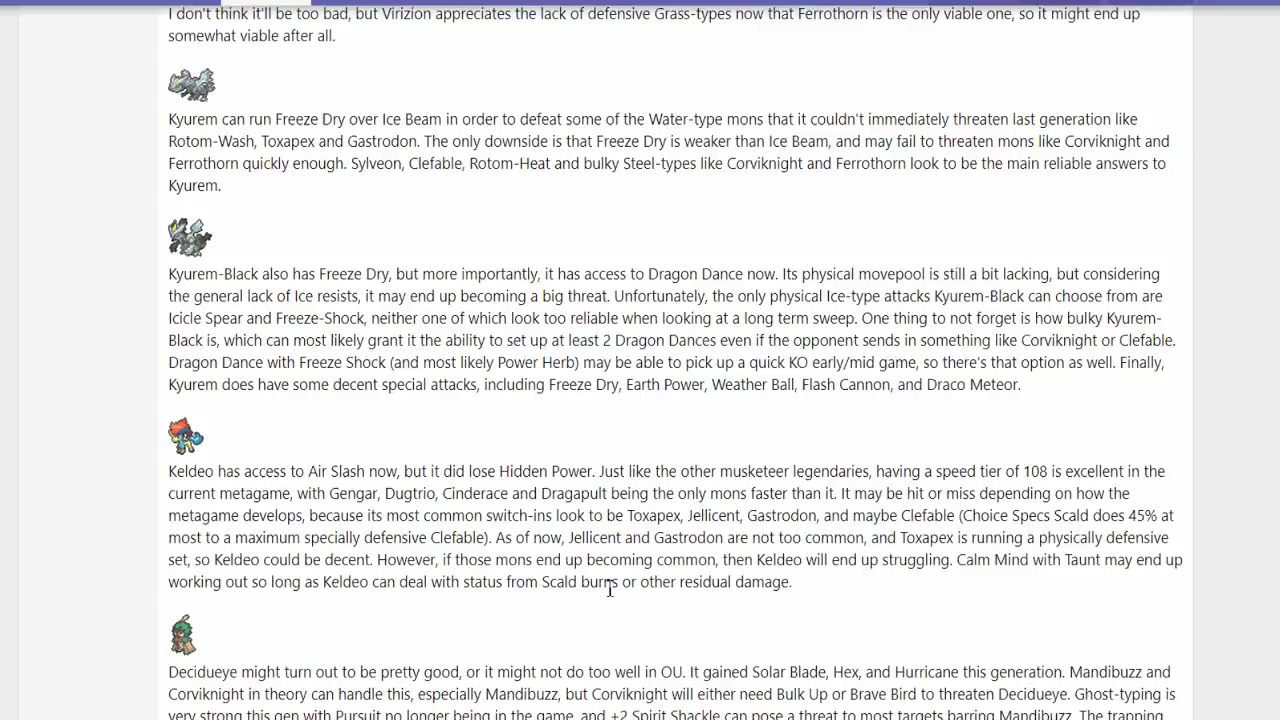 I don't think it'll be too bad, but Virizion appreciates the lack of defensive Grass-types now that Ferrothorn is the only viable one, so it might end up
somewhat viable after all.
Kyurem can run Freeze Dry over Ice Beam in order to defeat some of the Water-type mons that it couldn't immediately threaten last generation like
Rotom-Wash, Toxapex and Gastrodon. The only downside is that Freeze Dry is weaker than Ice Beam, and may fail to threaten mons like Corviknight and
Ferrothorn quickly enough. Sylveon, Clefable, Rotom-Heat and bulky Steel-types like Corviknight and Ferrothorn look to be the main reliable answers to
Kyurem.
Kyurem-Black also has Freeze Dry, but more importantly, it has access to Dragon Dance now. Its physical movepool is still a bit lacking, but considering
the general lack of Ice resists, it may end up becoming a big threat. Unfortunately, the only physical Ice-type attacks Kyurem-Black can choose from are
Icicle Spear and Freeze-Shock, neither one of which look too reliable when looking at a long term sweep. One thing to not forget is how bulky Kyurem-
Black is, which can most likely grant it the ability to set up at least 2 Dragon Dances even if the opponent sends in something like Corviknight or Clefable.
Dragon Dance with Freeze Shock (and most likely Power Herb) may be able to pick up a quick KO early/mid game, so there's that option as well. Finally,
Kyurem does have some decent special attacks, including Freeze Dry, Earth Power, Weather Ball, Flash Cannon, and Draco Meteor.
Keldeo has access to Air Slash now, but it did lose Hidden Power. Just like the other musketeer legendaries, having a speed tier of 108 is excellent in the
current metagame, with Gengar, Dugtrio, Cinderace and Dragapult being the only mons faster than it. It may be hit or miss depending on how the
metagame develops, because its most common switch-ins look to be Toxapex, Jellicent, Gastrodon, and maybe Clefable (Choice Specs Scald does 45% at
most to a maximum specially defensive Clefable). As of now, Jellicent and Gastrodon are not too common, and Toxapex is running a physically defensive
set, so Keldeo could be decent. However, if those mons end up becoming common, then Keldeo will end up struggling. Calm Mind with Taunt may end up
working out so long as Keldeo can deal with status from Scald burns or other residual damage.
Decidueye might turn out to be pretty good, or it might not do too well in OU. It gained Solar Blade, Hex, and Hurricane this generation. Mandibuzz and
Corviknight in theory can handle this, especially Mandibuzz, but Corviknight will either need Bulk Up or Brave Bird to threaten Decidueye. Ghost-typing is
very strong this gen with Pursuit no longer being in the game, and +2 Spirit Shackle can pose a threat to most targets barring Mandibuzz. The trapping